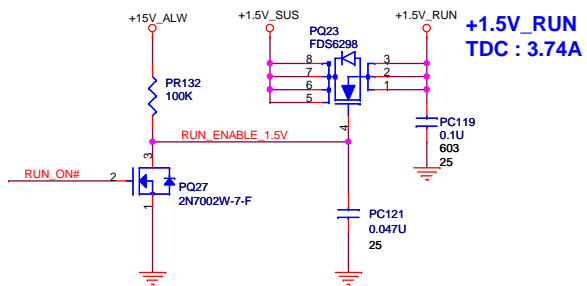 +15V_ALW
+1.5V_SUS
+1.5V_RUN
+1.5V_RUN
TDC : 3.74A
PQ23
FDS6298
8
7
6
5
3
2
1
4
PR132
100K
RUN_ENABLE_1.5V
PC119
0.1U
603
25
RUN_ON#
2
3
1
PQ27
2N7002W-7-F
PC121
0.047U
25